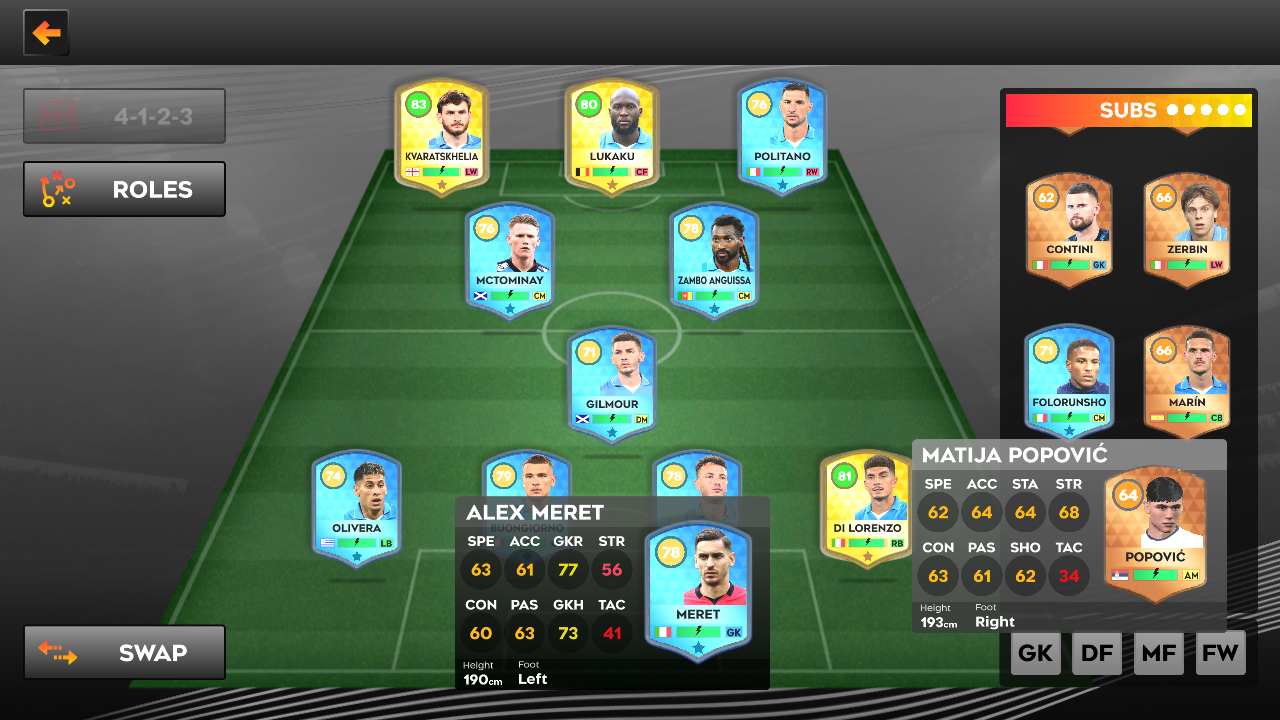 4-1-2-3
ROLES
SWAP
83
KVARATSKHELIA
LW
80
LUKAKU
CF
76
POLITANO
RW
76
MCTOMINAY
CM
78
ZAMBO ANGUISSA
CM
71
GILMOUR
DM
74
OLIVERA
LB
79
BUONGIORNO
78
81
DI LORENZO
RB
ALEX MERET
SPE ACC GKR STR
63 61 77 56
CON PAS GKH TAC
60 63 73 41
Height Foot
190cm Left
78
MERET
GK
SUBS
62
CONTINI
GK
66
ZERBIN
LW
71
FOLORUNSHO
CM
66
MARÍN
CB
MATIJA POPOVIĆ
SPE ACC STA STR
62 64 64 68
CON PAS SHO TAC
63 61 62 34
Height Foot
193cm Right
64
POPOVIĆ
AM
GK DF MF FW